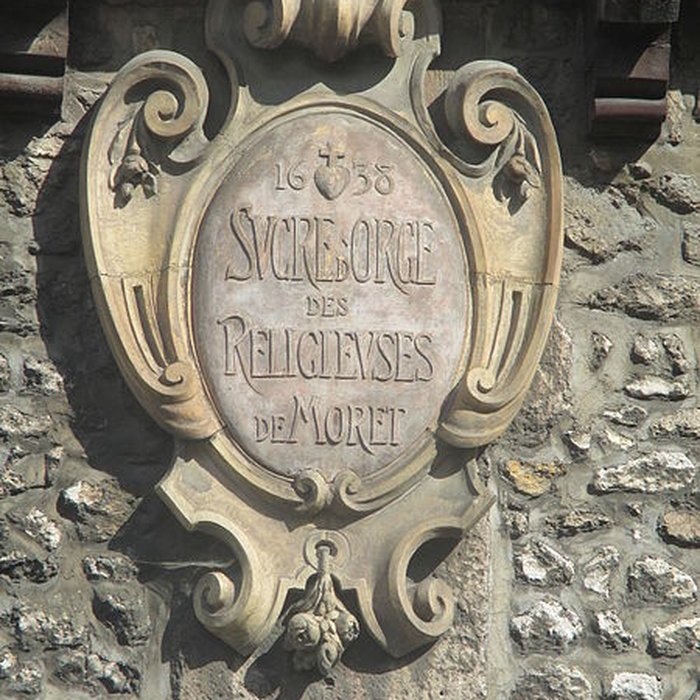 1638
SVCRE D'ORGE
DES
RELIGIEVSES
DE MORET